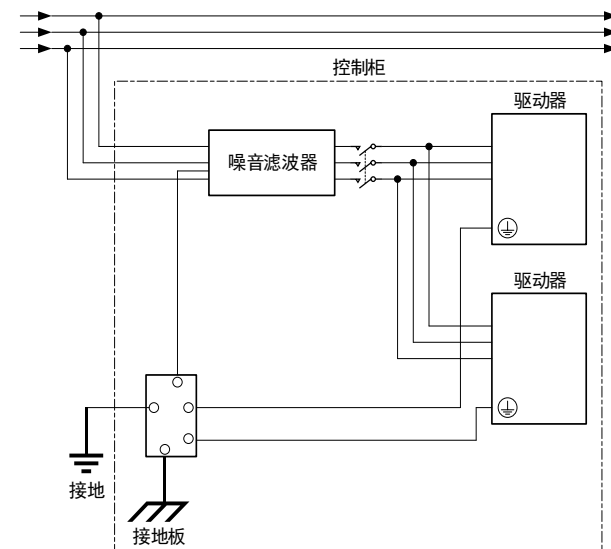 控制柜
驱动器
噪音滤波器
驱动器
接地
接地板